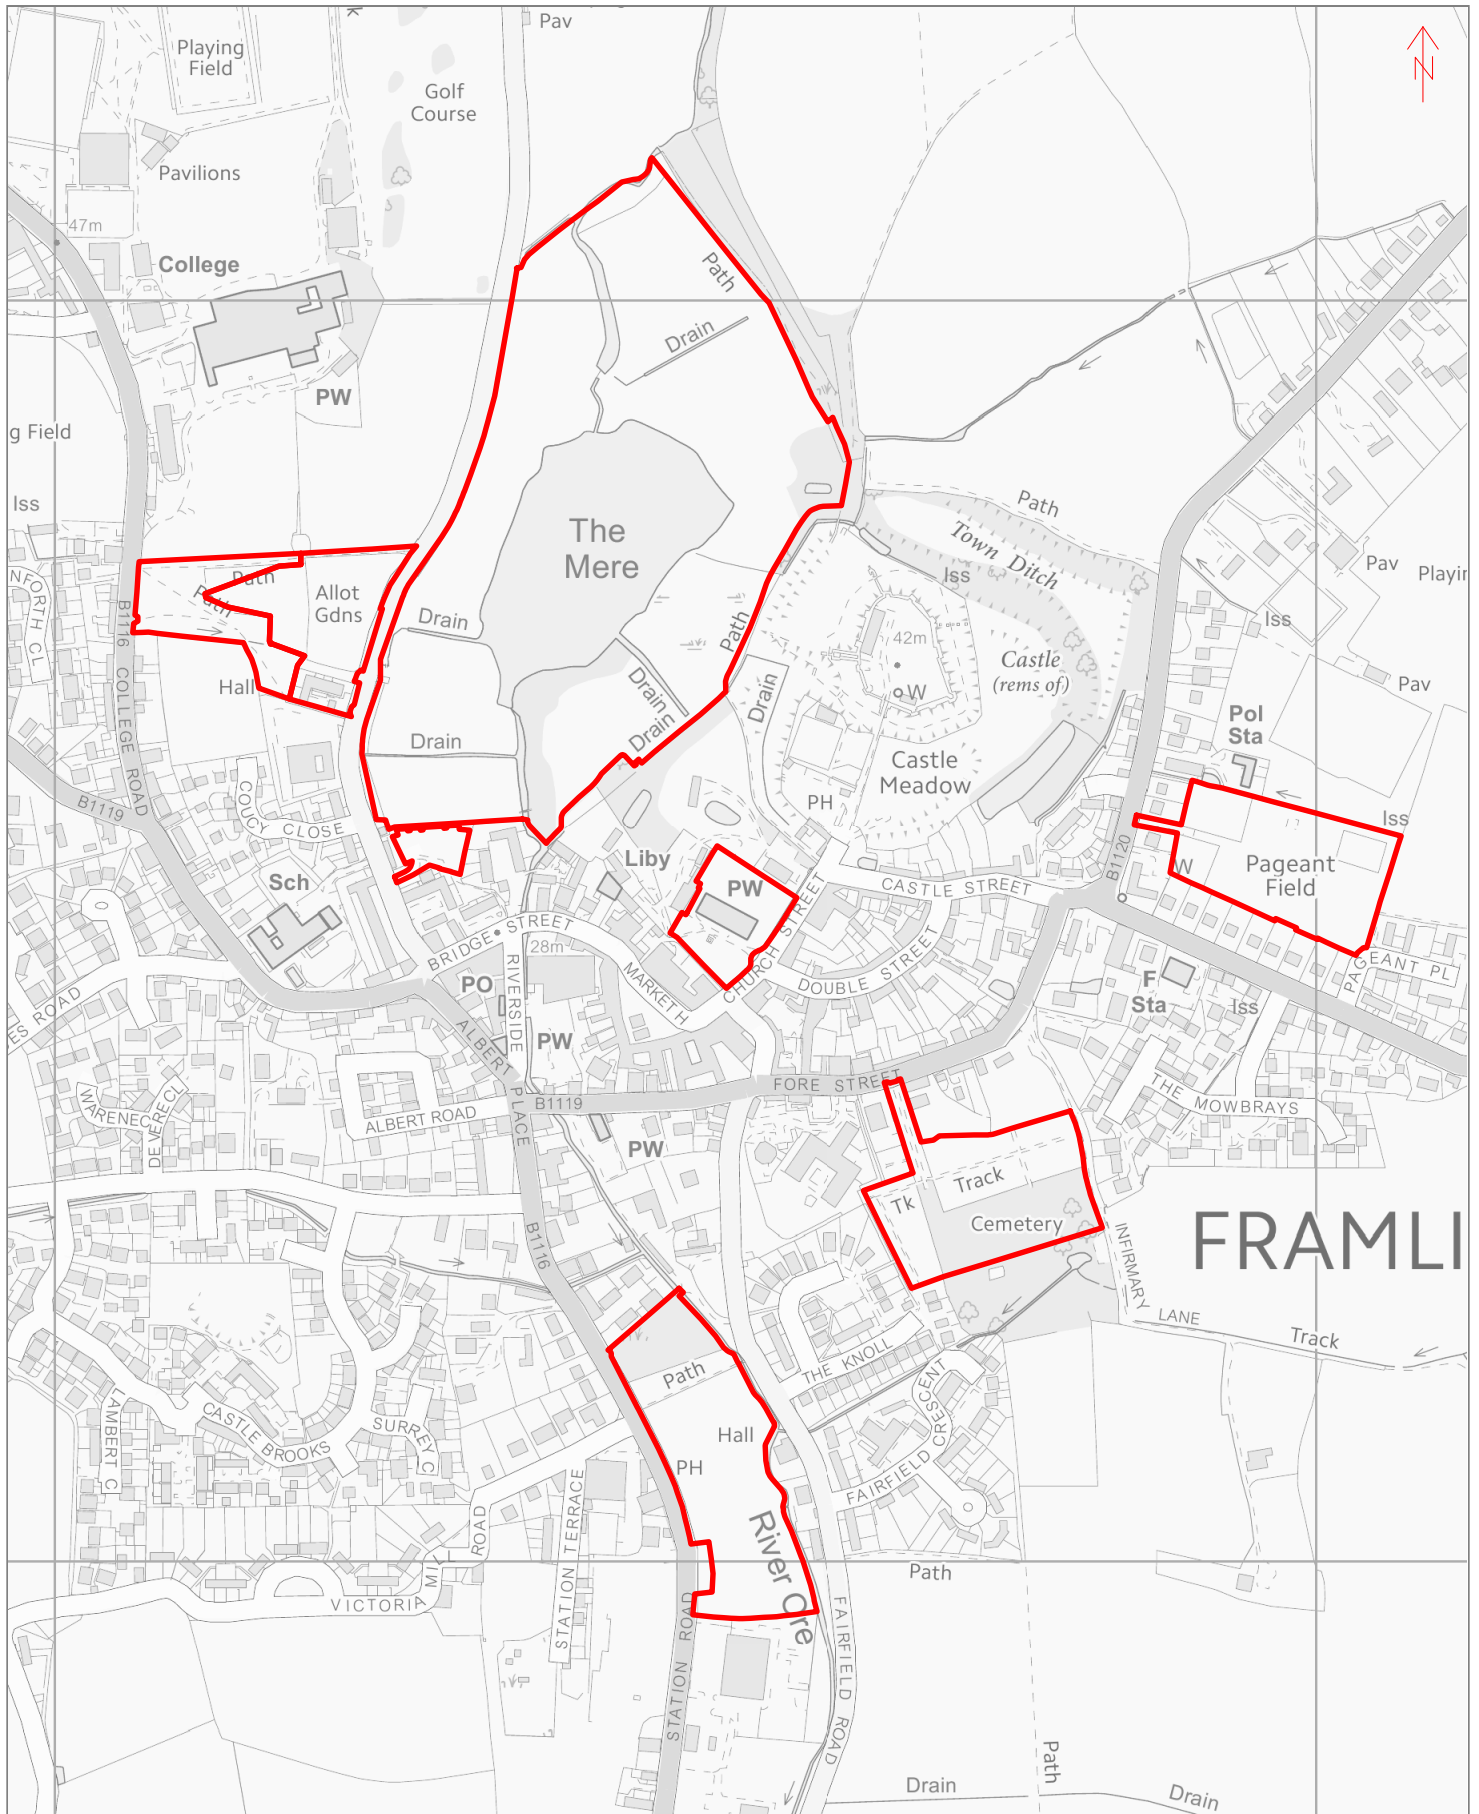 Pav
Playing
Field
Golf
Course
N
Pavilions
47m
College
Path
Drain
PW
g Field
Iss
The
Mere
Path
Town Ditch
Iss
Pav
Playin
NFORTH CL
Path
Path
Allot
Gdns
Drain
Path
42m
Castle
(rems of)
W
Iss
B1116
COLLEGE ROAD
Hall
Drain
Drain
Drain
Pav
Pol
Sta
Drain
Castle
Meadow
PH
B1119
COUCY CLOSE
Iss
Liby
B1120
W
Pageant
Field
Sch
PW
CASTLE STREET
BRIDGE STREET
28m
CHURCH STREET
DOUBLE STREET
PAGEANT PL
PO
RIVERSIDE
MARKET H
F
Sta
Iss
ES ROAD
ALBERT PLACE
PW
FORE STREET
THE MOWBRAYS
WARENE CL
DEVERE CL
ALBERT ROAD
B1119
PW
Track
Tk
Cemetery
INFIRMARY
LANE
FRAMLI
B1116
Track
Path
THE KNOLL
LAMBERT C
CASTLE BROOKS
SURREY C
Hall
PH
FAIRFIELD CRESCENT
River Ore
STATION TERRACE
MILL ROAD
VICTORIA
Path
STATION ROAD
FAIRFIELD ROAD
Path
Drain
Drain